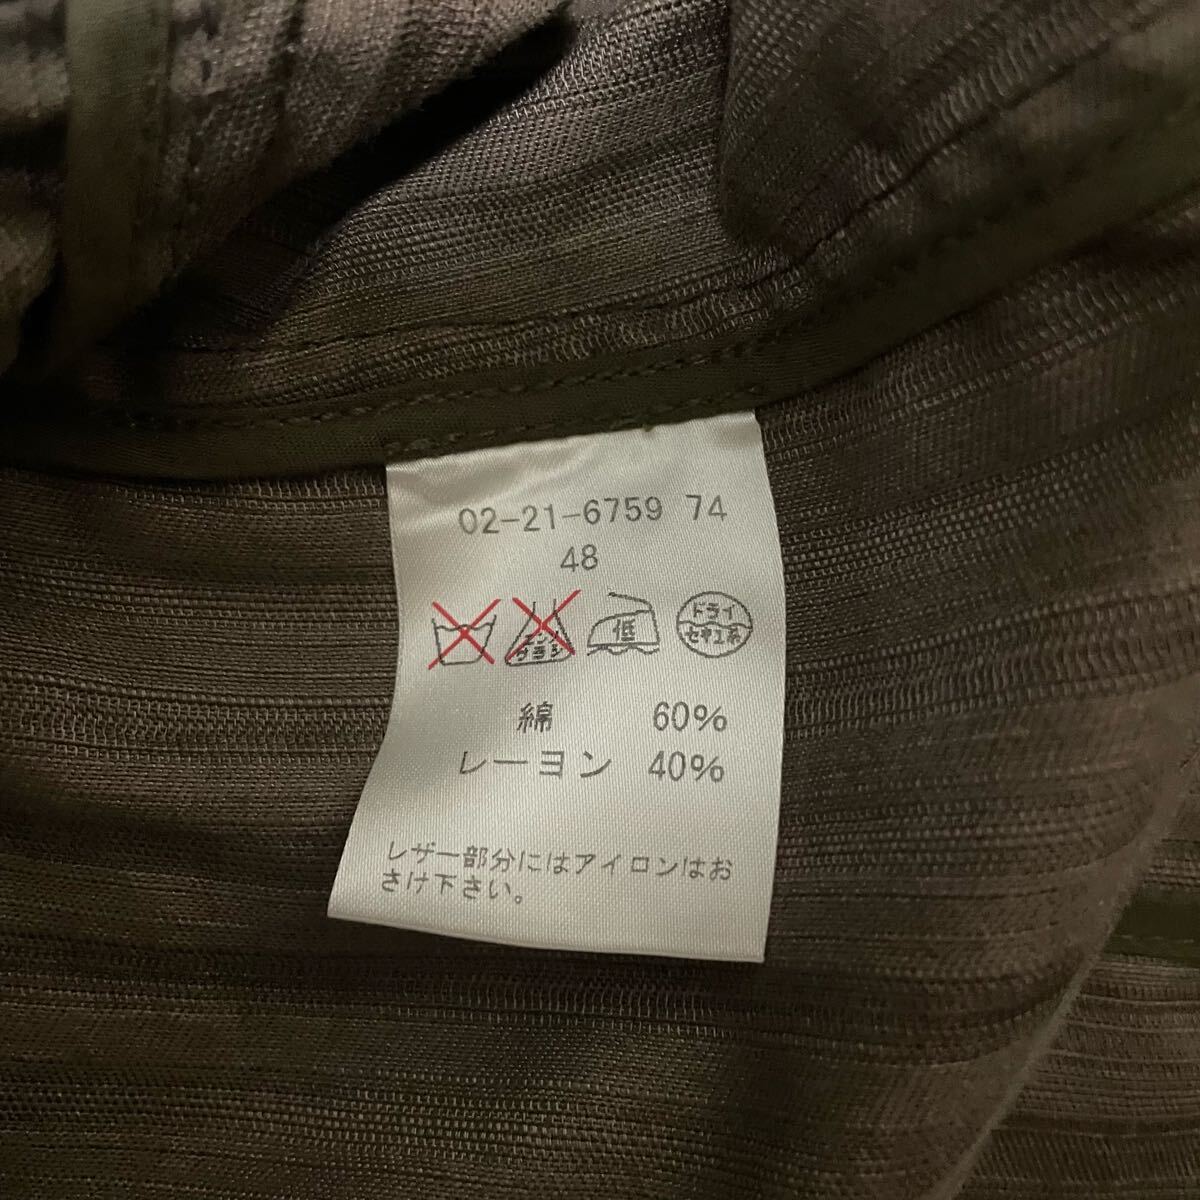 02-21-6759 74
48
エンソ
サラシ
低
ドライ
セキユ系
綿 60%
レーヨン 40%
レザー部分にはアイロンはお
さけ下さい。